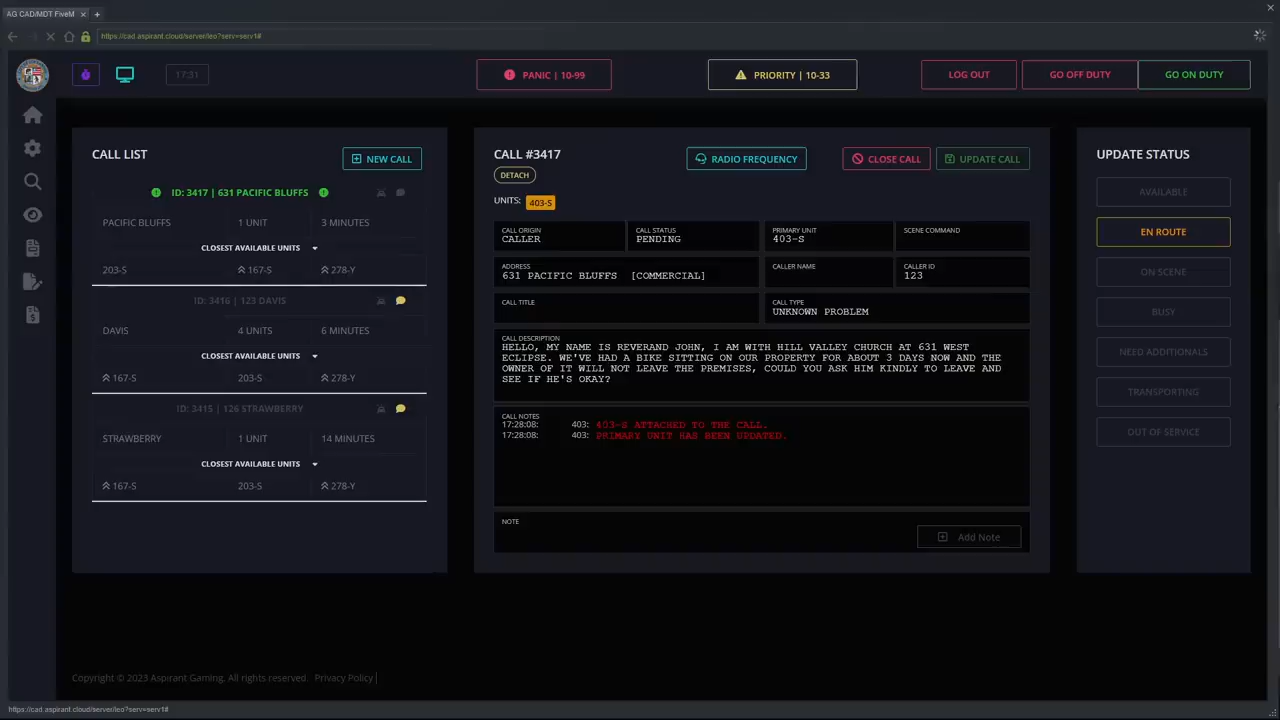 AG CAD/MDT FiveM
https://cad.aspirant.cloud/server/leo?serv=serv1#
17:31
PANIC | 10-99
PRIORITY | 10-33
LOG OUT
GO OFF DUTY
GO ON DUTY
CALL LIST
NEW CALL
ID: 3417 | 631 PACIFIC BLUFFS
PACIFIC BLUFFS 1 UNIT 3 MINUTES
CLOSEST AVAILABLE UNITS
203-S 167-S 278-Y
ID: 3416 | 123 DAVIS
DAVIS 4 UNITS 6 MINUTES
CLOSEST AVAILABLE UNITS
167-S 203-S 278-Y
ID: 3415 | 126 STRAWBERRY
STRAWBERRY 1 UNIT 14 MINUTES
CLOSEST AVAILABLE UNITS
167-S 203-S 278-Y
CALL #3417
RADIO FREQUENCY
CLOSE CALL
UPDATE CALL
DETACH
UNITS: 403-S
CALL ORIGIN
CALLER
CALL STATUS
PENDING
PRIMARY UNIT
403-S
SCENE COMMAND
ADDRESS
631 PACIFIC BLUFFS [COMMERCIAL]
CALLER NAME
CALLER ID
123
CALL TITLE
CALL TYPE
UNKNOWN PROBLEM
CALL DESCRIPTION
HELLO, MY NAME IS REVERAND JOHN, I AM WITH HILL VALLEY CHURCH AT 631 WEST
ECLIPSE. WE'VE HAD A BIKE SITTING ON OUR PROPERTY FOR ABOUT 3 DAYS NOW AND THE
OWNER OF IT WILL NOT LEAVE THE PREMISES, COULD YOU ASK HIM KINDLY TO LEAVE AND
SEE IF HE'S OKAY?
CALL NOTES
17:28:08: 403: 403-S ATTACHED TO THE CALL.
17:28:08: 403: PRIMARY UNIT HAS BEEN UPDATED.
NOTE
Add Note
UPDATE STATUS
AVAILABLE
EN ROUTE
ON SCENE
BUSY
NEED ADDITIONALS
TRANSPORTING
OUT OF SERVICE
Copyright © 2023 Aspirant Gaming. All rights reserved. Privacy Policy |
https://cad.aspirant.cloud/server/leo?serv=serv1#